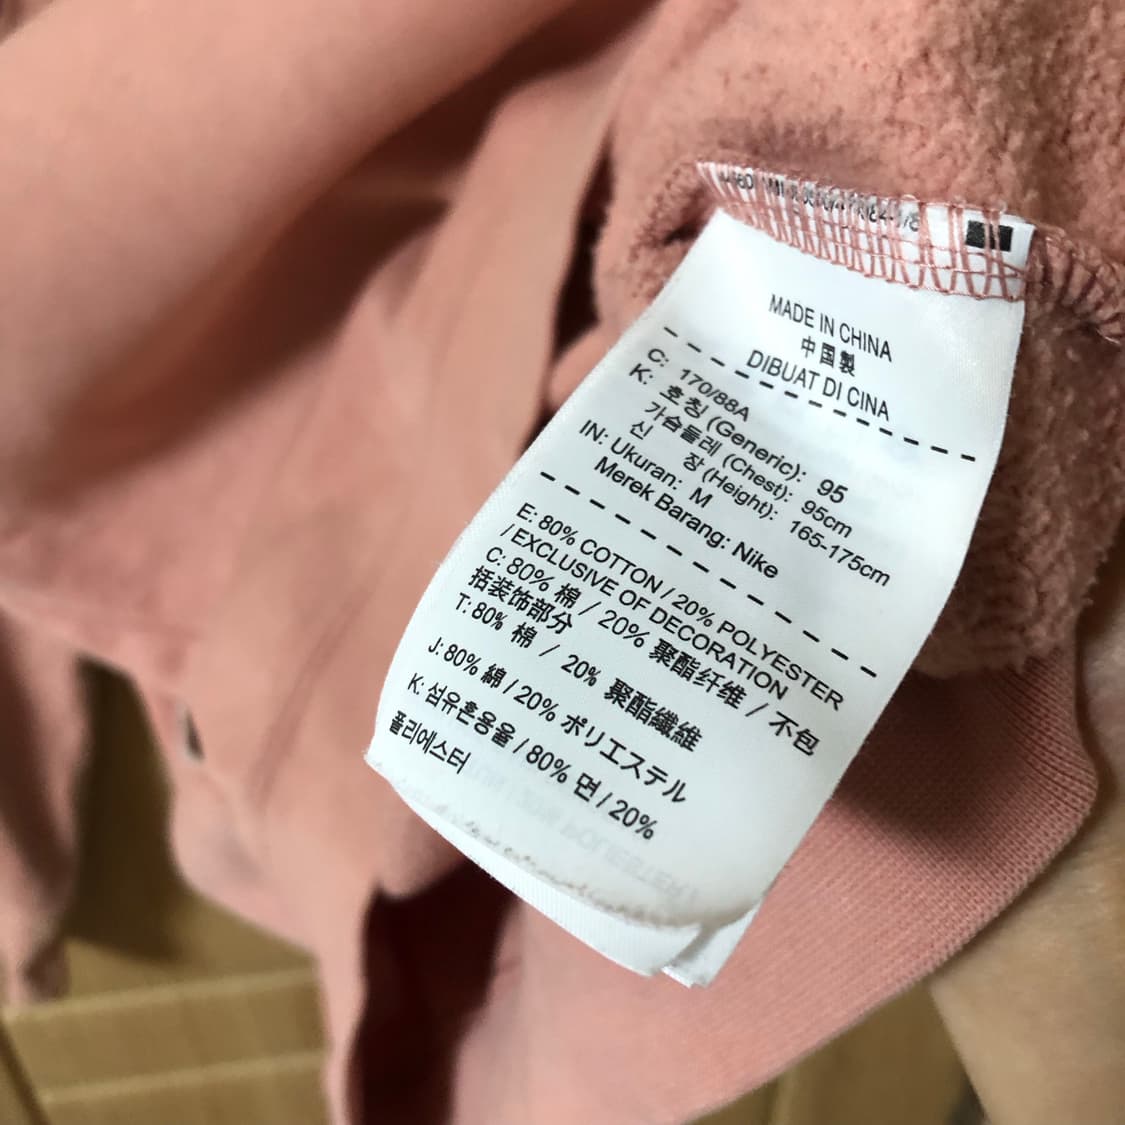 MADE IN CHINA
中国製
DIBUAT DI CINA
C: 170/88A
K: 호칭 (Generic): 95
가슴둘레 (Chest): 95cm
신 장 (Height): 165-175cm
IN: Ukuran: M
Merek Barang: Nike
E: 80% COTTON / 20% POLYESTER
/ EXCLUSIVE OF DECORATION
C: 80% 棉 / 20% 聚酯纤维 / 不包
括装饰部分
T: 80% 棉 / 20% 聚酯纖維
J: 80% 綿 / 20% ポリエステル
K: 섬유혼용율 / 80% 면 / 20%
폴리에스터